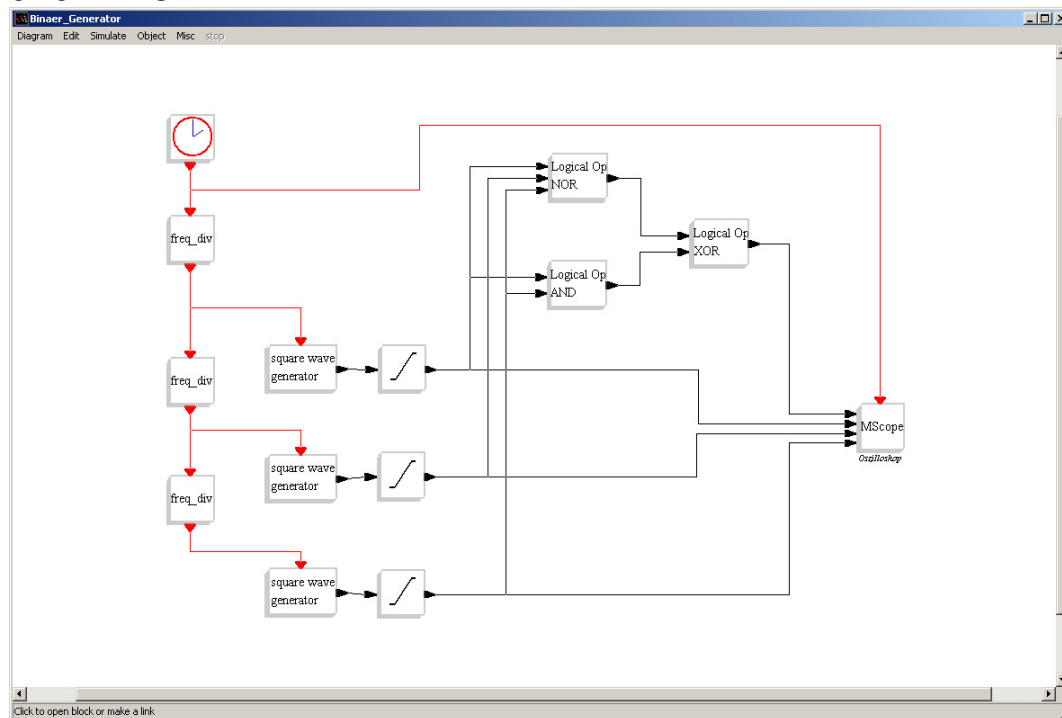 Binaer_Generator
Diagram Edit Simulate Object Misc stop
Logical Op
NOR
freq_div
Logical Op
XOR
Logical Op
AND
square wave
generator
freq_div
MScope
Oszilloskop
square wave
generator
freq_div
square wave
generator
Click to open block or make a link